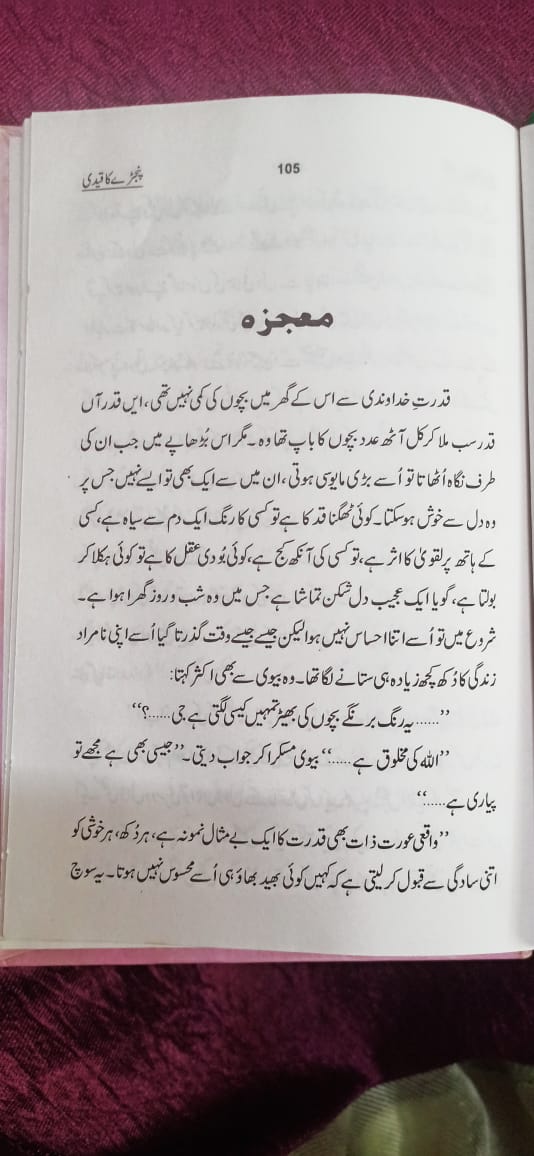 پنجڑے کا قیدی
105
معجزہ
قدرتِ خداوندی سے اس کے گھر میں بچوں کی کمی نہیں تھی، ایں قدر آں
قدر سب ملا کر کل آٹھ عدد بچوں کا باپ تھا وہ۔ مگر اس بُڑھاپے میں جب ان کی
طرف نگاہ اُٹھاتا تو اُسے بڑی مایوسی ہوتی، ان میں سے ایک بھی تو ایسے نہیں جس پر
وہ دل سے خوش ہو سکتا۔ کوئی ٹھگنا قد کا ہے تو کسی کا رنگ ایک دم سے سیاہ ہے، کسی
کے ہاتھ پر لقویٰ کا اثر ہے، تو کسی کی آنکھ کج ہے، کوئی بُودی عقل کا ہے تو کوئی ہکلا کر
بولتا ہے، گویا ایک عجیب دل شکن تماشا ہے جس میں وہ شب و روز گھرا ہوا ہے۔
شروع میں تو اُسے اتنا احساس نہیں ہوا لیکن جیسے جیسے وقت گذرتا گیا اُسے اپنی نامراد
زندگی کا دُکھ کچھ زیادہ ہی ستانے لگا تھا۔ وہ بیوی سے بھی اکثر کہتا:
”......یہ رنگ برنگے بچوں کی بھیڑ تمہیں کیسی لگتی ہے جی......؟“
”اللہ کی مخلوق ہے......“ بیوی مسکرا کر جواب دیتی۔ ”جیسی بھی ہے مجھے تو
پیاری ہے......“
”واقعی عورت ذات بھی قدرت کا ایک بے مثال نمونہ ہے، ہر دُکھ، ہر خوشی کو
اتنی سادگی سے قبول کر لیتی ہے کہ کہیں کوئی بھید بھاؤ ہی اُسے محسوس نہیں ہوتا۔ یہ سوچ